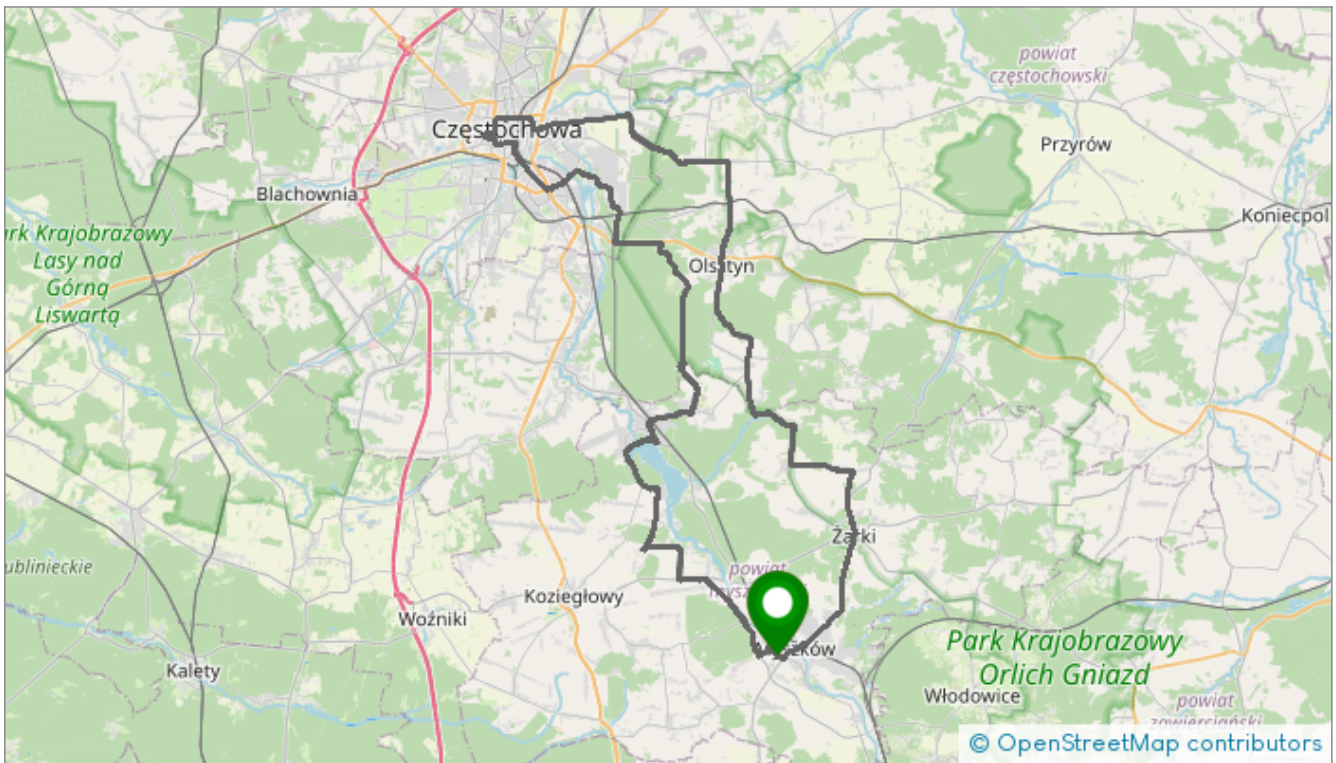 powiat
częstochowski
Częstochowa
Przyrów
Blachownia
Koniecpol
Krajobrazowy
Lasy nad
Górną
Liswartą
Olsztyn
Żarki
powiat
Koziegłowy
Woźniki
Park Krajobrazowy
Orlich Gniazd
Kalety
Włodowice
powiat
zawierciański
© OpenStreetMap contributors